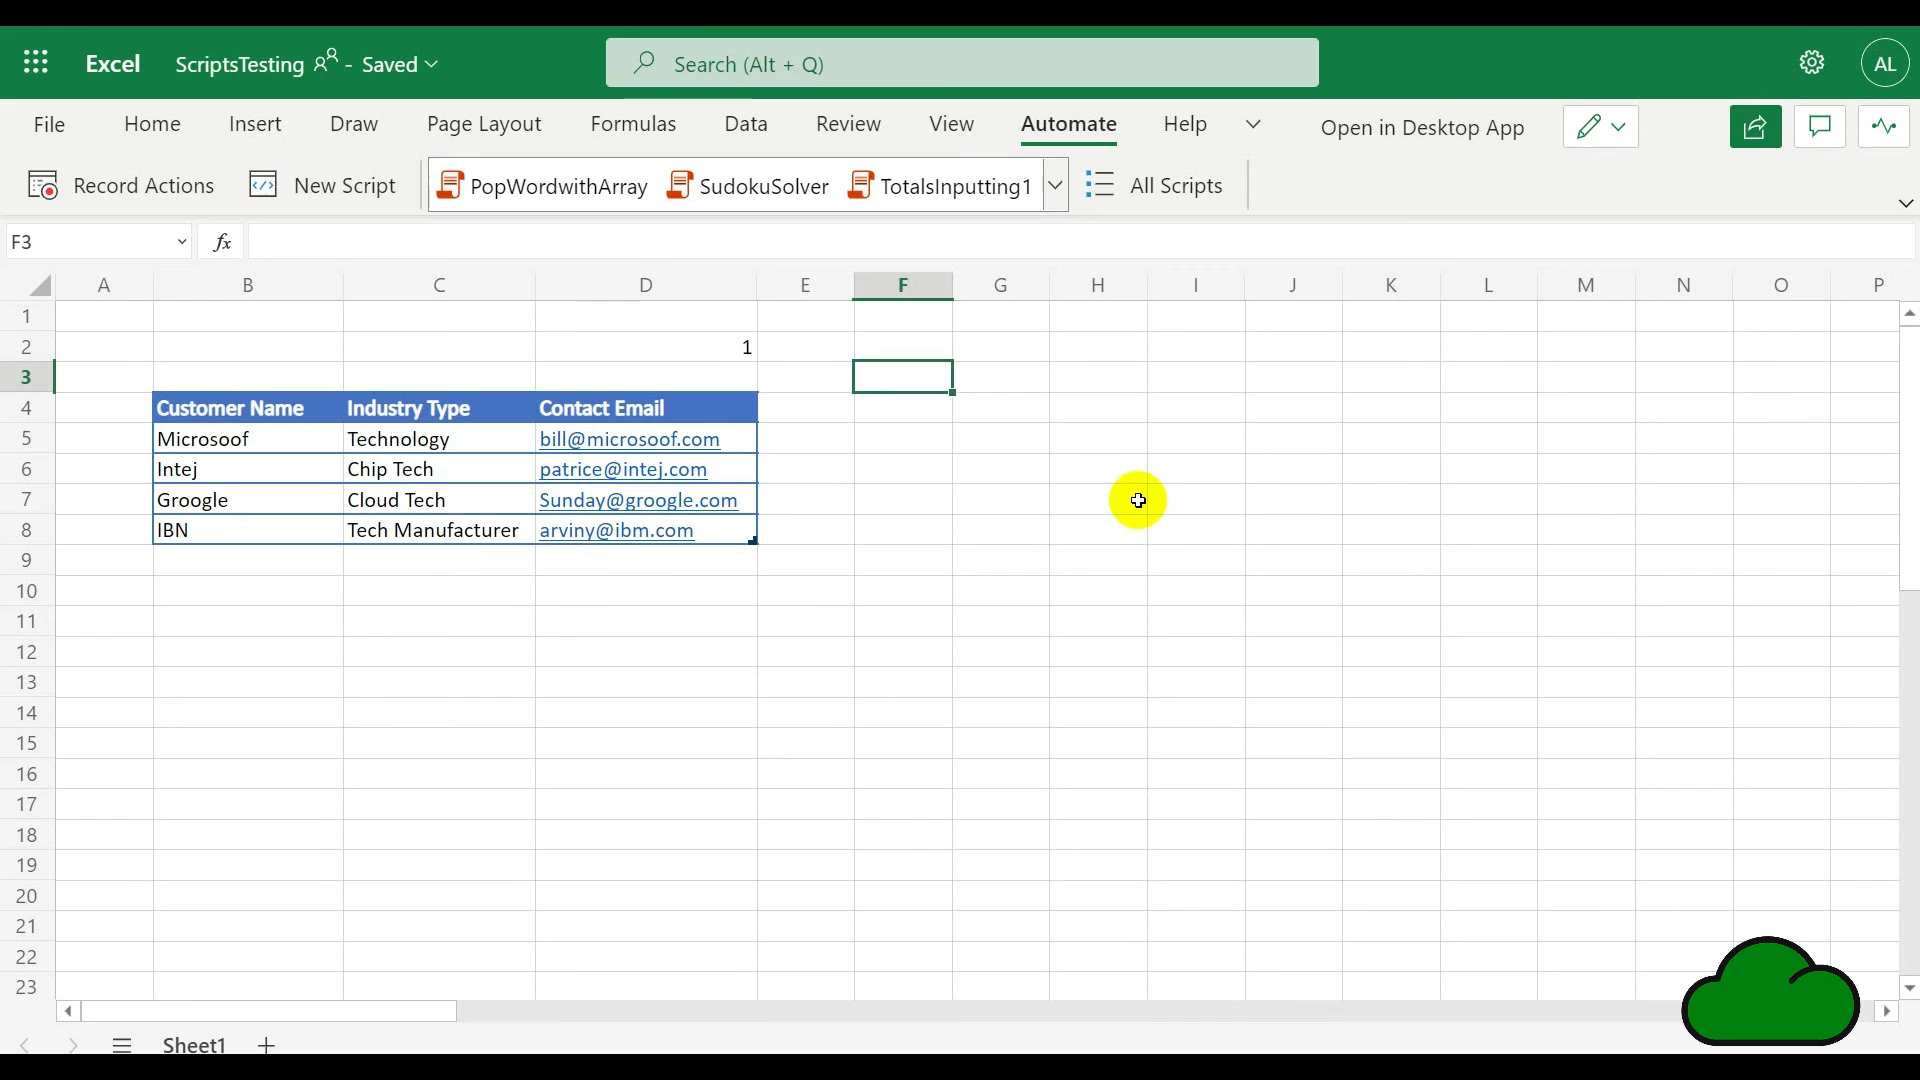 Excel ScriptsTesting - Saved Search (Alt + Q) AL
File Home Insert Draw Page Layout Formulas Data Review View Automate Help Open in Desktop App
Record Actions New Script PopWordwithArray SudokuSolver TotalsInputting1 All Scripts
F3 fx
A B C D E F G H I J K L M N O P
1
2 1
3
4 Customer Name Industry Type Contact Email
5 Microsoof Technology bill@microsoof.com
6 Intej Chip Tech patrice@intej.com
7 Groogle Cloud Tech Sunday@groogle.com
8 IBN Tech Manufacturer arviny@ibm.com
9
10
11
12
13
14
15
16
17
18
19
20
21
22
23
Sheet1